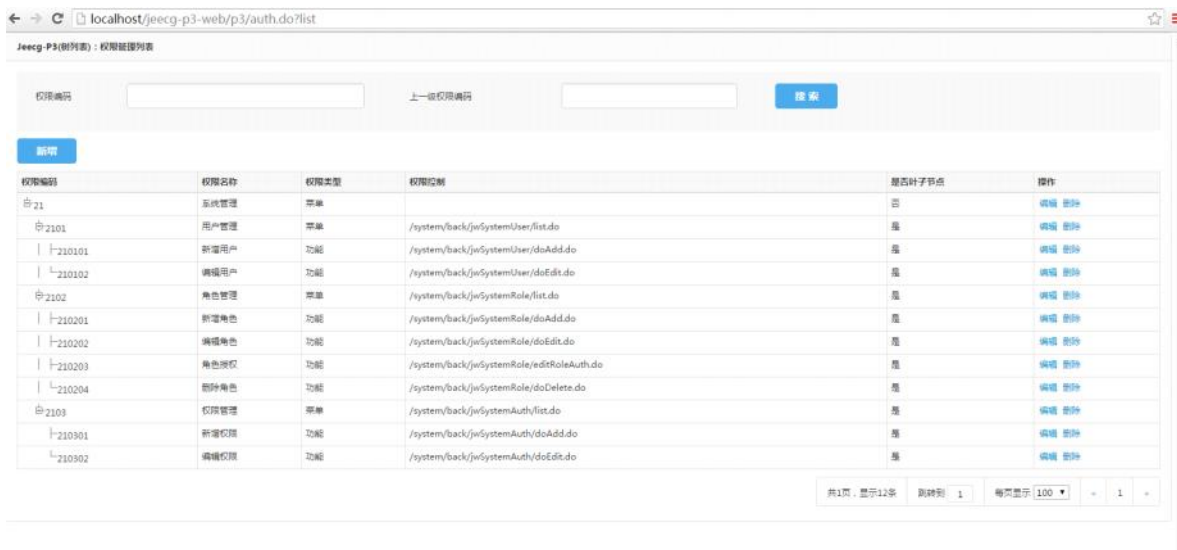 localhost/jeecg-p3-web/p3/auth.do?list
Jeecg-P3(树列表)：权限管理列表
权限编码 上一级权限编码 搜 索
新增
权限编码 权限名称 权限类型 权限控制 是否叶子节点 操作
21 系统管理 菜单 否 编辑 删除
2101 用户管理 菜单 /system/back/jwSystemUser/list.do 是 编辑 删除
210101 新增用户 功能 /system/back/jwSystemUser/doAdd.do 是 编辑 删除
210102 编辑用户 功能 /system/back/jwSystemUser/doEdit.do 是 编辑 删除
2102 角色管理 菜单 /system/back/jwSystemRole/list.do 是 编辑 删除
210201 新增角色 功能 /system/back/jwSystemRole/doAdd.do 是 编辑 删除
210202 编辑角色 功能 /system/back/jwSystemRole/doEdit.do 是 编辑 删除
210203 角色授权 功能 /system/back/jwSystemRole/editRoleAuth.do 是 编辑 删除
210204 删除角色 功能 /system/back/jwSystemRole/doDelete.do 是 编辑 删除
2103 权限管理 菜单 /system/back/jwSystemAuth/list.do 是 编辑 删除
210301 新增权限 功能 /system/back/jwSystemAuth/doAdd.do 是 编辑 删除
210302 编辑权限 功能 /system/back/jwSystemAuth/doEdit.do 是 编辑 删除
共1页，显示12条 跳转到 1 每页显示 100 « 1 »